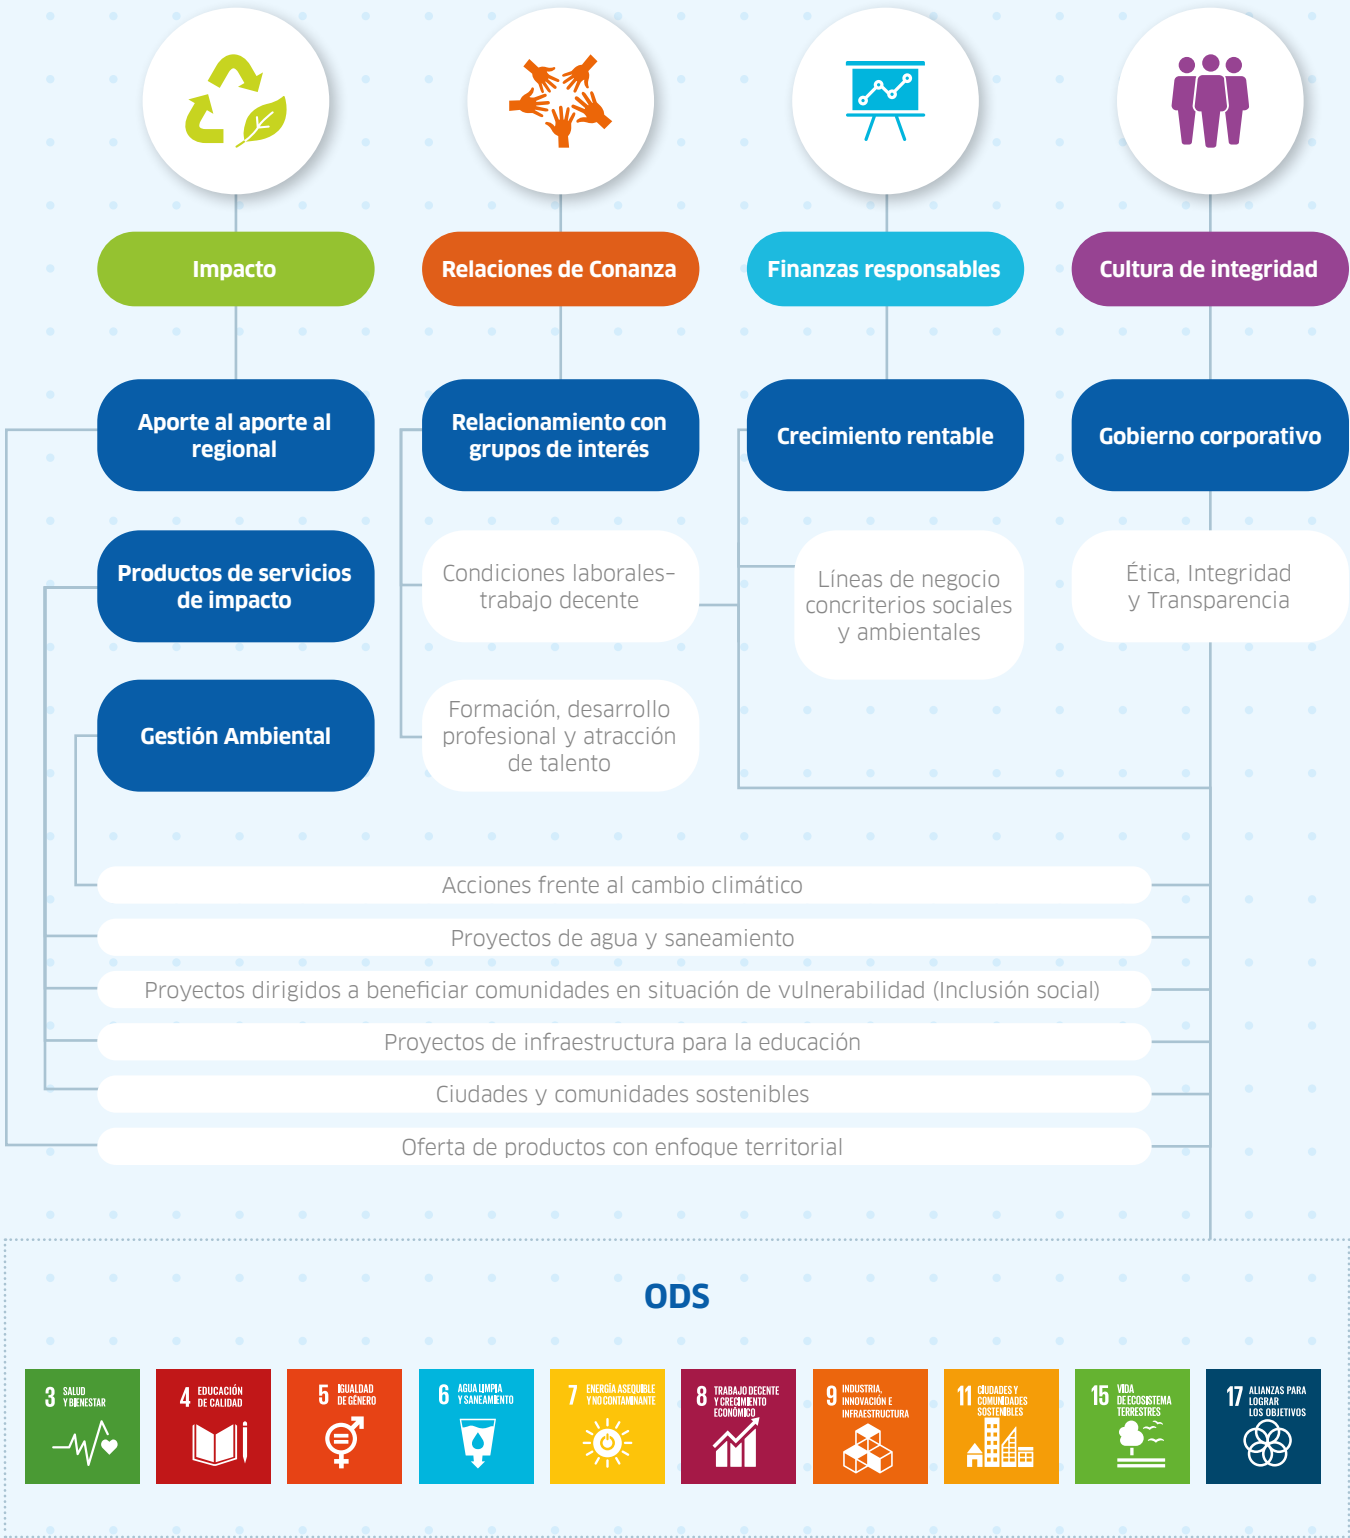 Impacto
Relaciones de Conanza
Finanzas responsables
Cultura de integridad
Aporte al aporte al
regional
Relacionamiento con
grupos de interés
Crecimiento rentable
Gobierno corporativo
Productos de servicios
de impacto
Condiciones laborales–
trabajo decente
Líneas de negocio
concriterios sociales
y ambientales
Ética, Integridad
y Transparencia
Gestión Ambiental
Formación, desarrollo
profesional y atracción
de talento
Acciones frente al cambio climático
Proyectos de agua y saneamiento
Proyectos dirigidos a beneficiar comunidades en situación de vulnerabilidad (Inclusión social)
Proyectos de infraestructura para la educación
Ciudades y comunidades sostenibles
Oferta de productos con enfoque territorial
ODS
3 SALUD
Y BIENESTAR
4 EDUCACIÓN
DE CALIDAD
5 IGUALDAD
DE GÉNERO
6 AGUA LIMPIA
Y SANEAMIENTO
7 ENERGÍA ASEQUIBLE
Y NO CONTAMINANTE
8 TRABAJO DECENTE
Y CRECIMIENTO
ECONÓMICO
9 INDUSTRIA,
INNOVACIÓN E
INFRAESTRUCTURA
11 CIUDADES Y
COMUNIDADES
SOSTENIBLES
15 VIDA
DE ECOSISTEMA
TERRESTRES
17 ALIANZAS PARA
LOGRAR
LOS OBJETIVOS